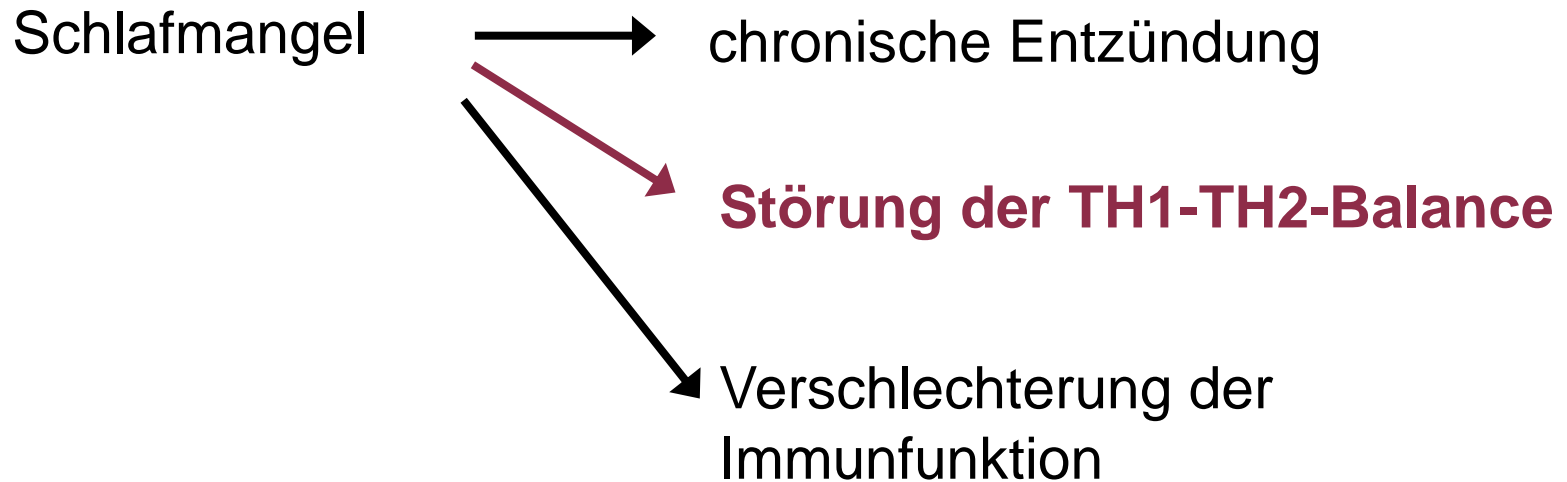 Schlafmangel
chronische Entzündung
Störung der TH1-TH2-Balance
Verschlechterung der
Immunfunktion